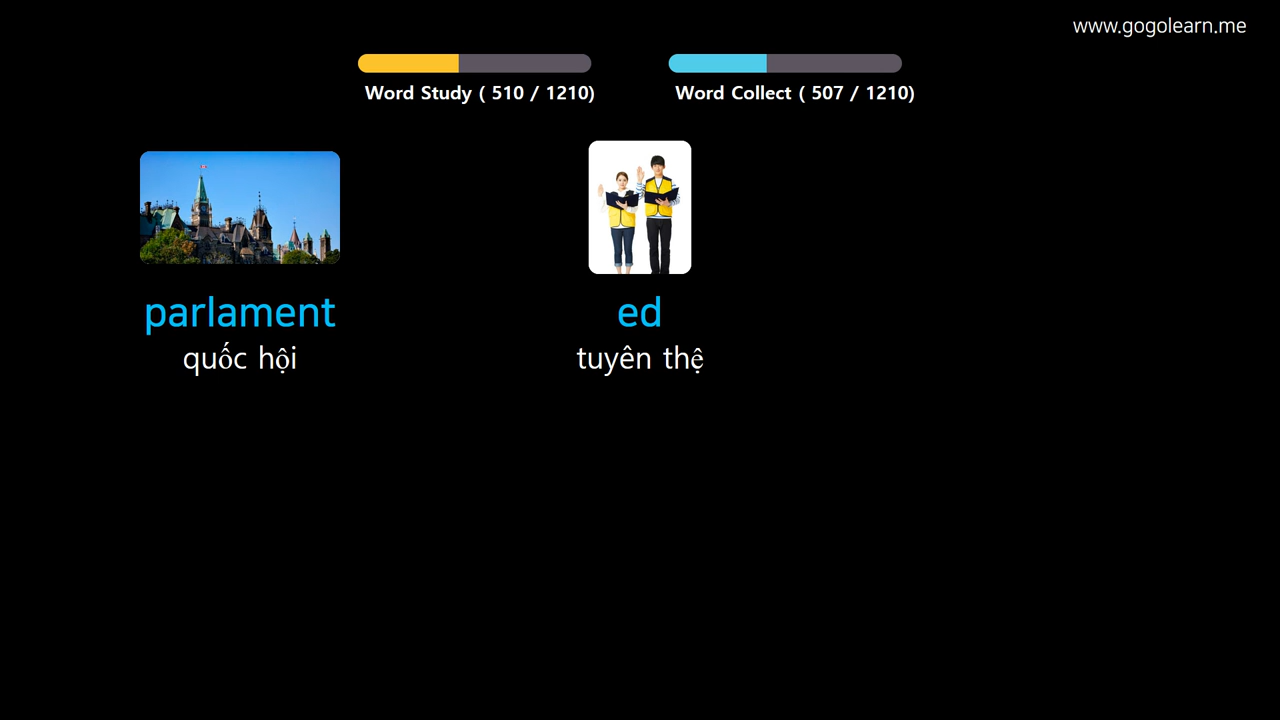 www.gogolearn.me
Word Study ( 510 / 1210)
Word Collect ( 507 / 1210)
parlament
quốc hội
ed
tuyên thệ